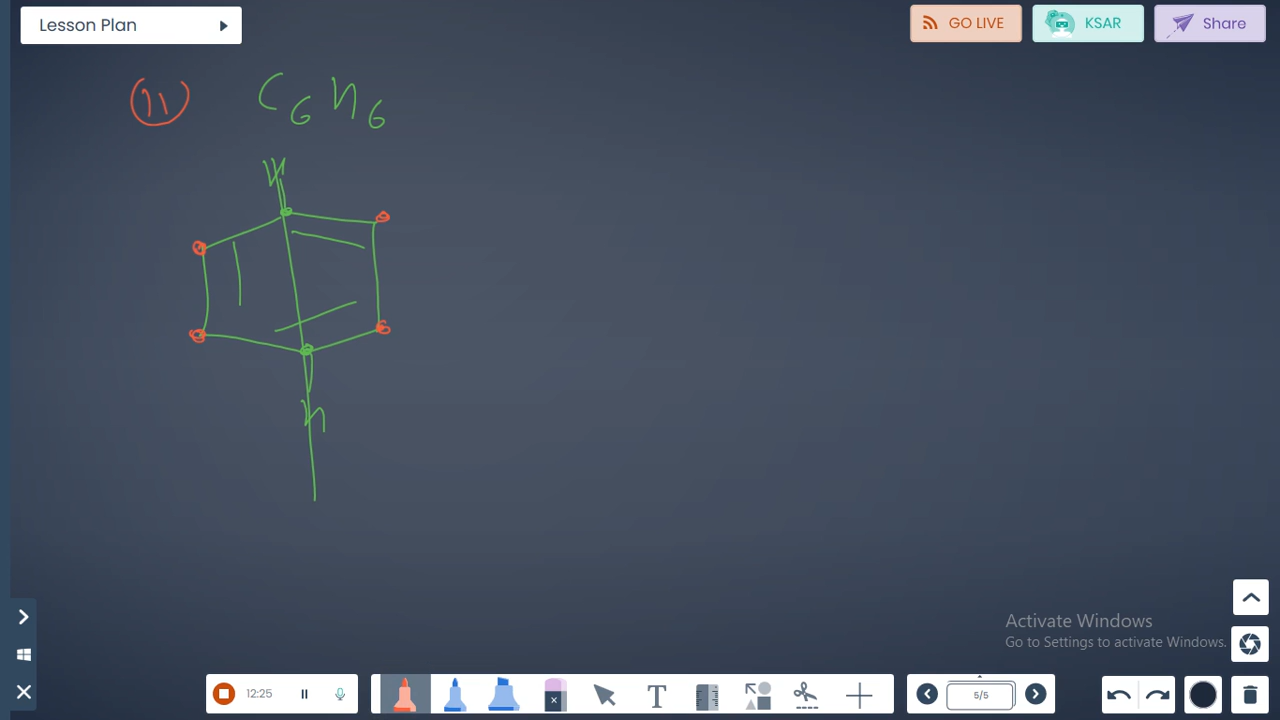 Lesson Plan
GO LIVE
KSAR
Share
11
C6H6
H
H
Activate Windows
Go to Settings to activate Windows.
12:25
T
5/5